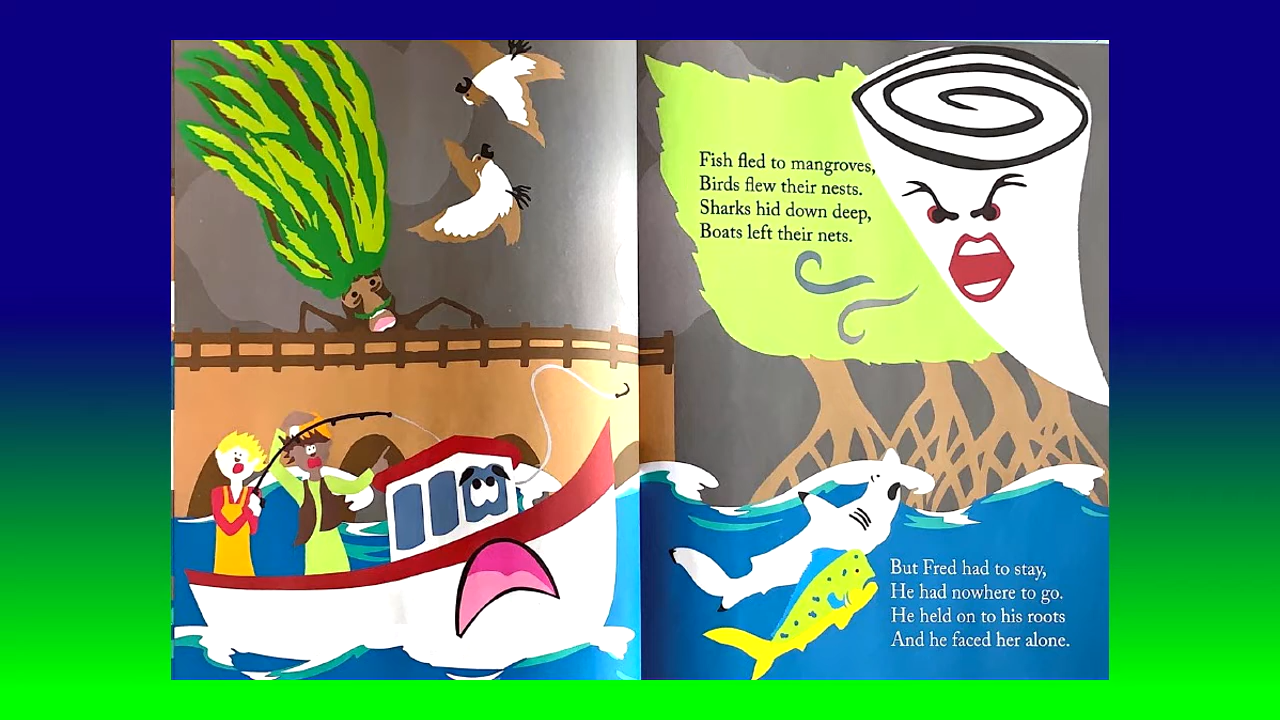 Fish fled to mangroves,
Birds flew their nests.
Sharks hid down deep,
Boats left their nets.
But Fred had to stay,
He had nowhere to go.
He held on to his roots
And he faced her alone.